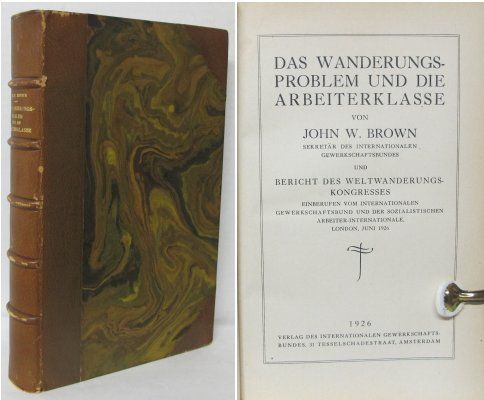 DAS WANDERUNGS-
PROBLEM UND DIE
ARBEITERKLASSE
VON
JOHN W. BROWN
SEKRETÄR DES INTERNATIONALEN
GEWERKSCHAFTSBUNDES
UND
BERICHT DES WELTWANDERUNGS-
KONGRESSES
EINBERUFEN VOM INTERNATIONALEN
GEWERKSCHAFTSBUND UND DER SOZIALISTISCHEN
ARBEITER-INTERNATIONALE,
LONDON, JUNI 1926
1926
VERLAG DES INTERNATIONALEN GEWERKSCHAFTS-
BUNDES, 31 TESSELSCHADESTRAAT, AMSTERDAM